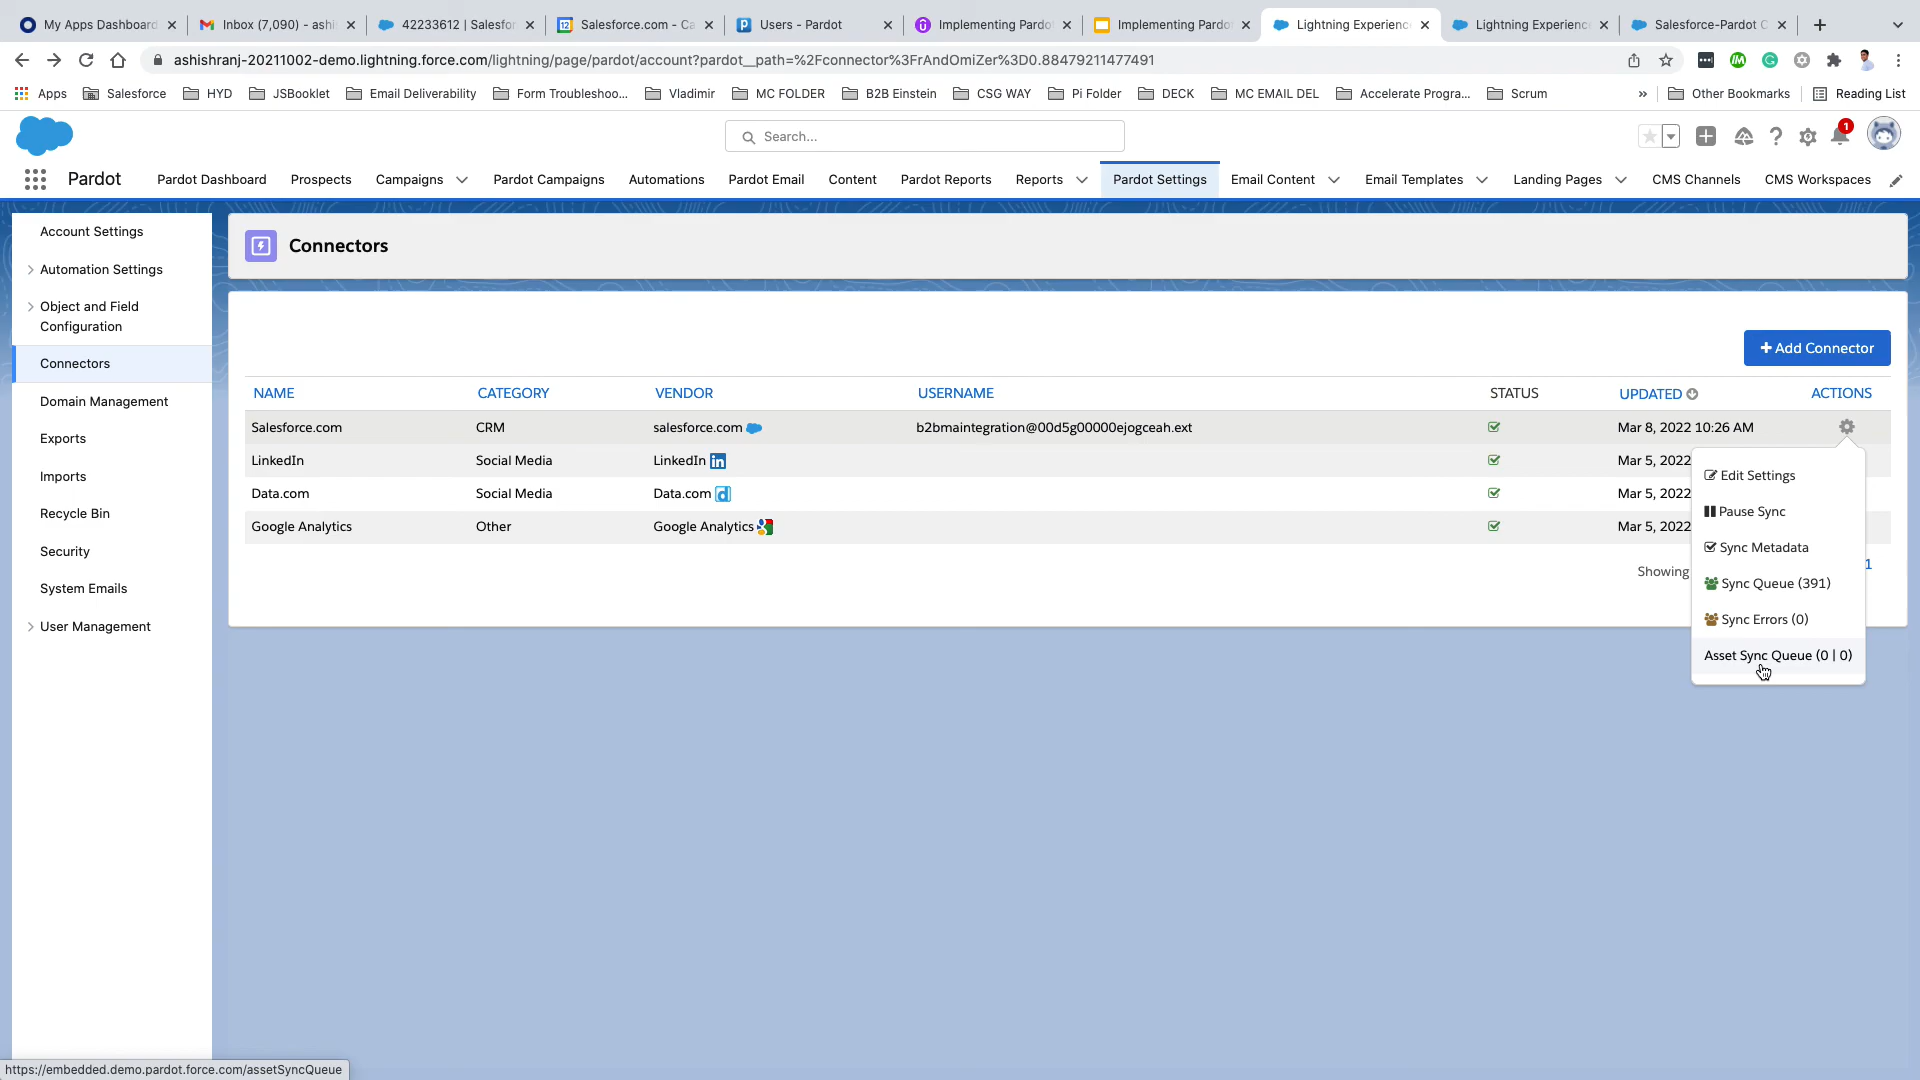 My Apps Dashboard
Inbox (7,090) - ashi
42233612 | Salesfor
Salesforce.com - Ca
Users - Pardot
Implementing Pardo
Implementing Pardo
Lightning Experience
Lightning Experience
Salesforce-Pardot C
ashishranj-20211002-demo.lightning.force.com/lightning/page/pardot/account?pardot__path=%2Fconnector%3FrAndOmiZer%3D0.88479211477491
Apps
Salesforce
HYD
JSBooklet
Email Deliverability
Form Troubleshoo...
Vladimir
MC FOLDER
B2B Einstein
CSG WAY
Pi Folder
DECK
MC EMAIL DEL
Accelerate Progra...
Scrum
»
Other Bookmarks
Reading List
Search...
1
Pardot
Pardot Dashboard
Prospects
Campaigns
Pardot Campaigns
Automations
Pardot Email
Content
Pardot Reports
Reports
Pardot Settings
Email Content
Email Templates
Landing Pages
CMS Channels
CMS Workspaces
Account Settings
Automation Settings
Object and Field
Configuration
Connectors
Domain Management
Exports
Imports
Recycle Bin
Security
System Emails
User Management
Connectors
+ Add Connector
NAME CATEGORY VENDOR USERNAME STATUS UPDATED ACTIONS
Salesforce.com CRM salesforce.com b2bmaintegration@00d5g00000ejogceah.ext Mar 8, 2022 10:26 AM
LinkedIn Social Media LinkedIn Mar 5, 2022
Data.com Social Media Data.com Mar 5, 2022
Google Analytics Other Google Analytics Mar 5, 2022
Showing 1
Edit Settings
Pause Sync
Sync Metadata
Sync Queue (391)
Sync Errors (0)
Asset Sync Queue (0 | 0)
https://embedded.demo.pardot.force.com/assetSyncQueue